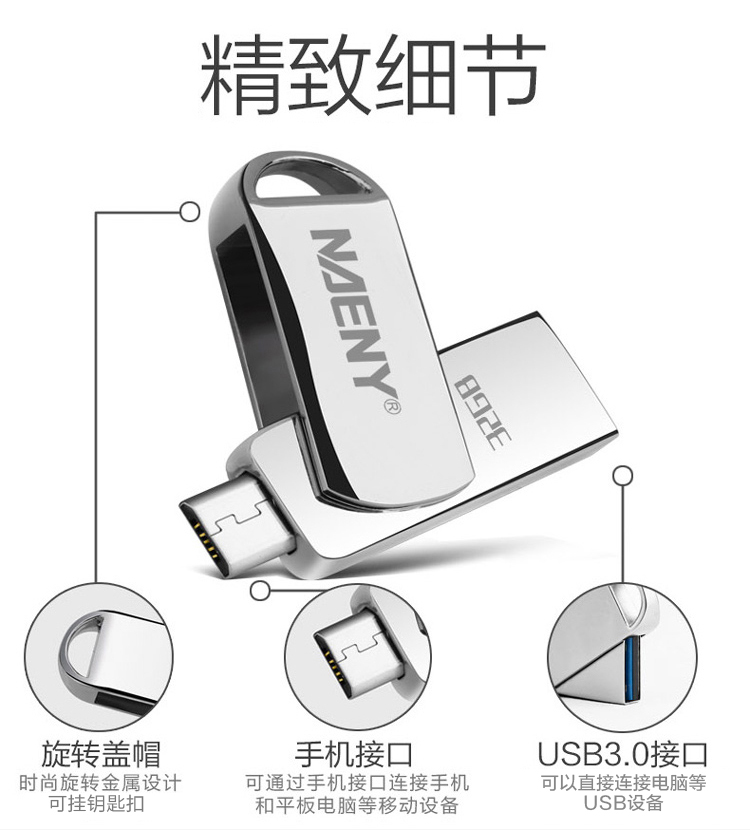 精致细节
NAENY®
32GB
旋转盖帽
时尚旋转金属设计
可挂钥匙扣
手机接口
可通过手机接口连接手机
和平板电脑等移动设备
USB3.0接口
可以直接连接电脑等
USB设备